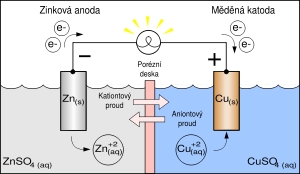 Zinková anoda
Měděná katoda
e-
e-
e-
e-
−
+
Porézní
deska
Zn(s)
Cu(s)
Kationtový
proud
Aniontový
proud
Zn+2(aq)
Cu+2(aq)
ZnSO4 (aq)
CuSO4 (aq)